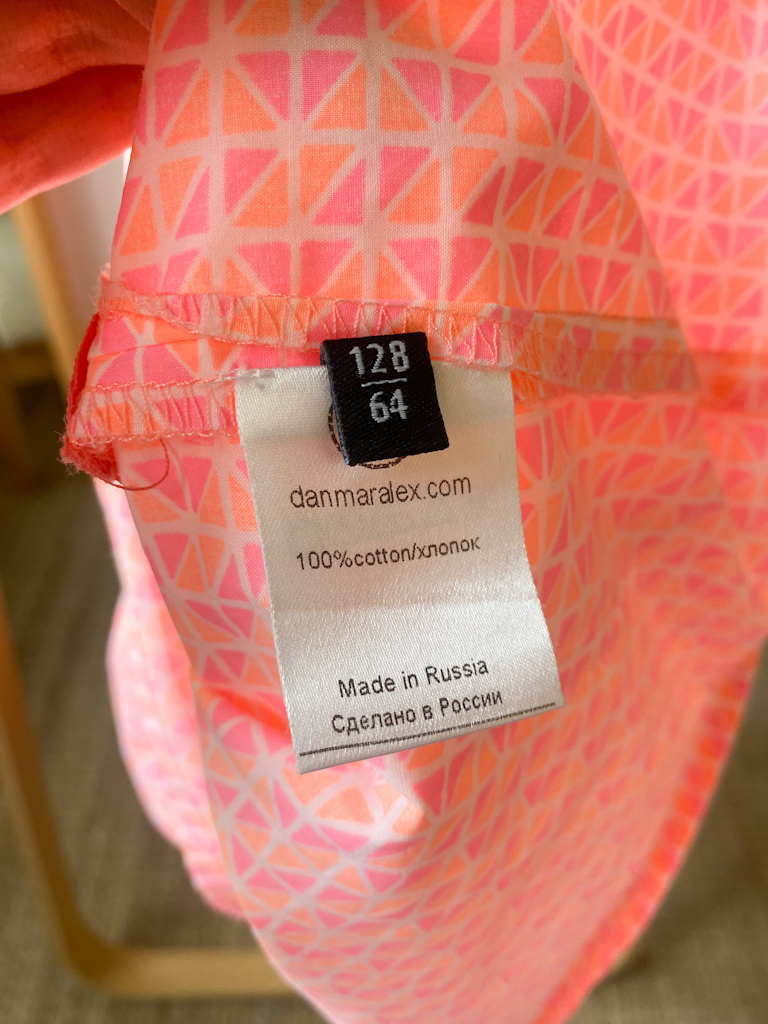 128
64
danmaralex.com
100%cotton/хлопок
Made in Russia
Сделано в России